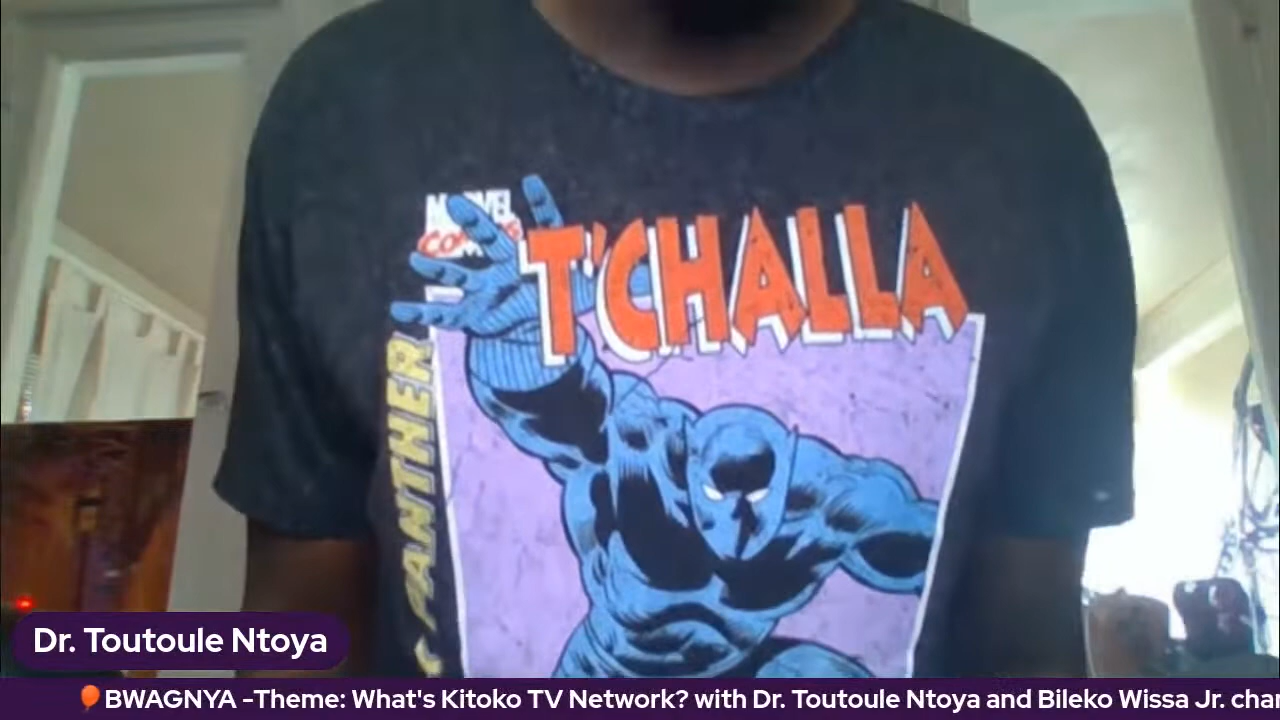 MARVEL
COMICS
T'CHALLA
PANTHER
Dr. Toutoule Ntoya
🎈BWAGNYA –Theme: What's Kitoko TV Network? with Dr. Toutoule Ntoya and Bileko Wissa Jr. char